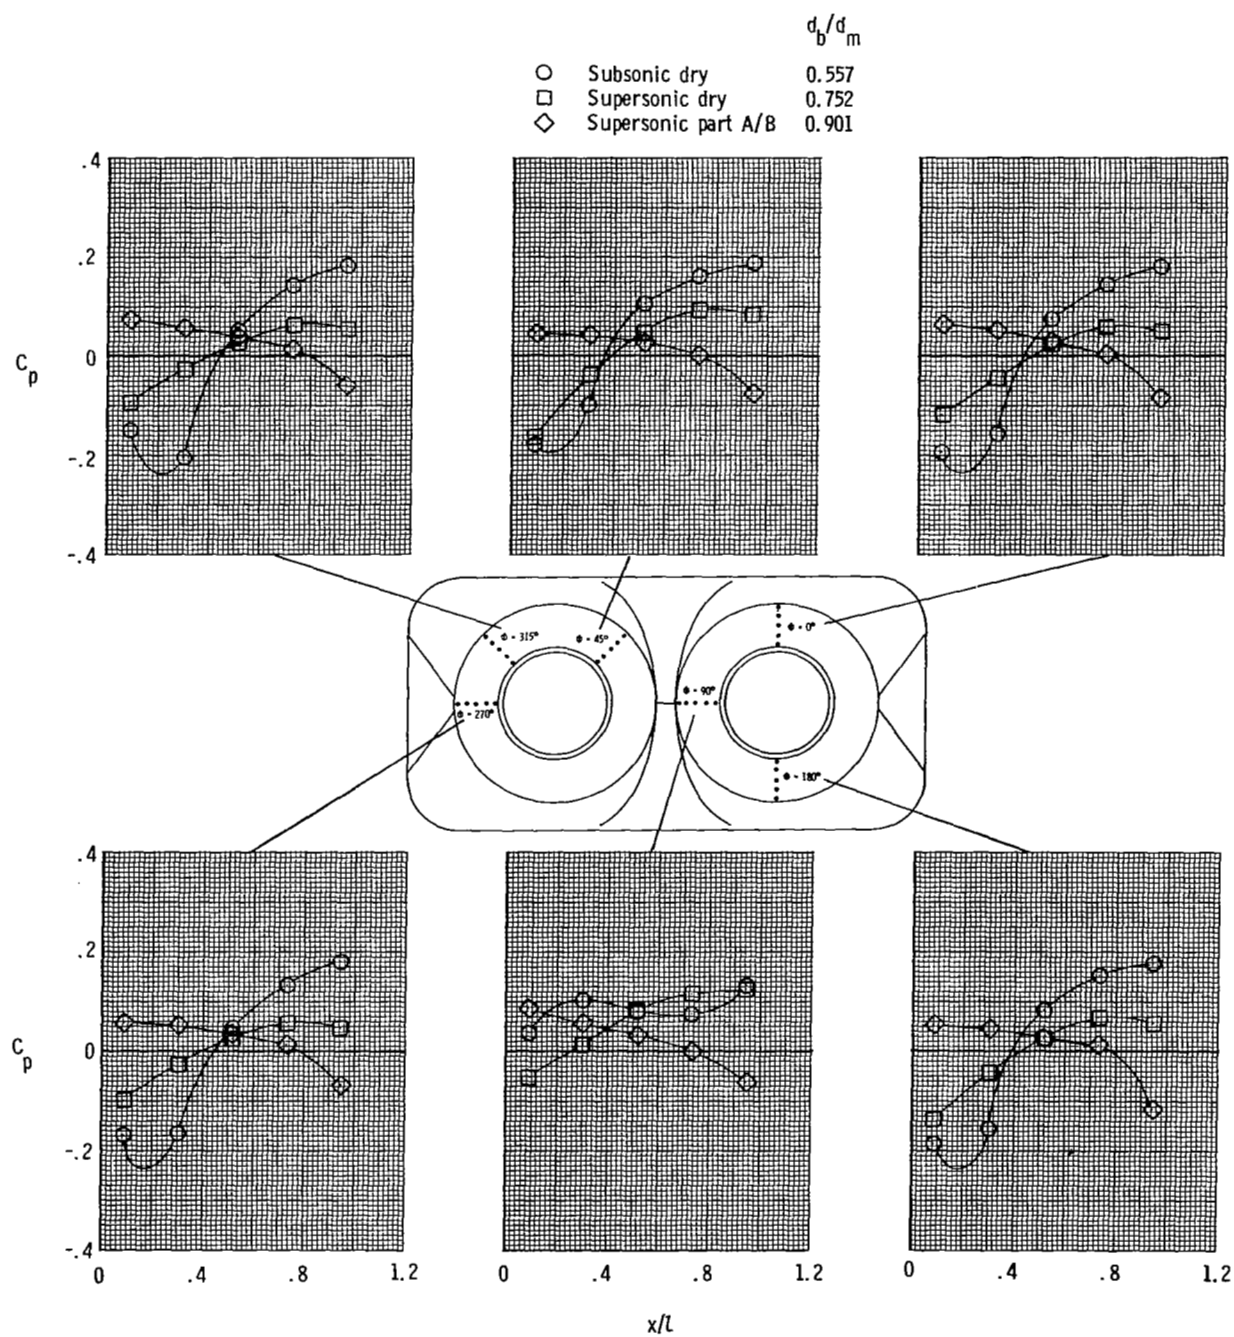 d_b/d_m
Subsonic dry 0.557
Supersonic dry 0.752
Supersonic part A/B 0.901
.4
.2
C_p
0
-.2
-.4
Φ - 315°
Φ - 45°
Φ - 0°
Φ - 90°
Φ - 270°
Φ - 180°
.4
.2
C_p
0
-.2
-.4
0 .4 .8 1.2 0 .4 .8 1.2 0 .4 .8 1.2
x/l